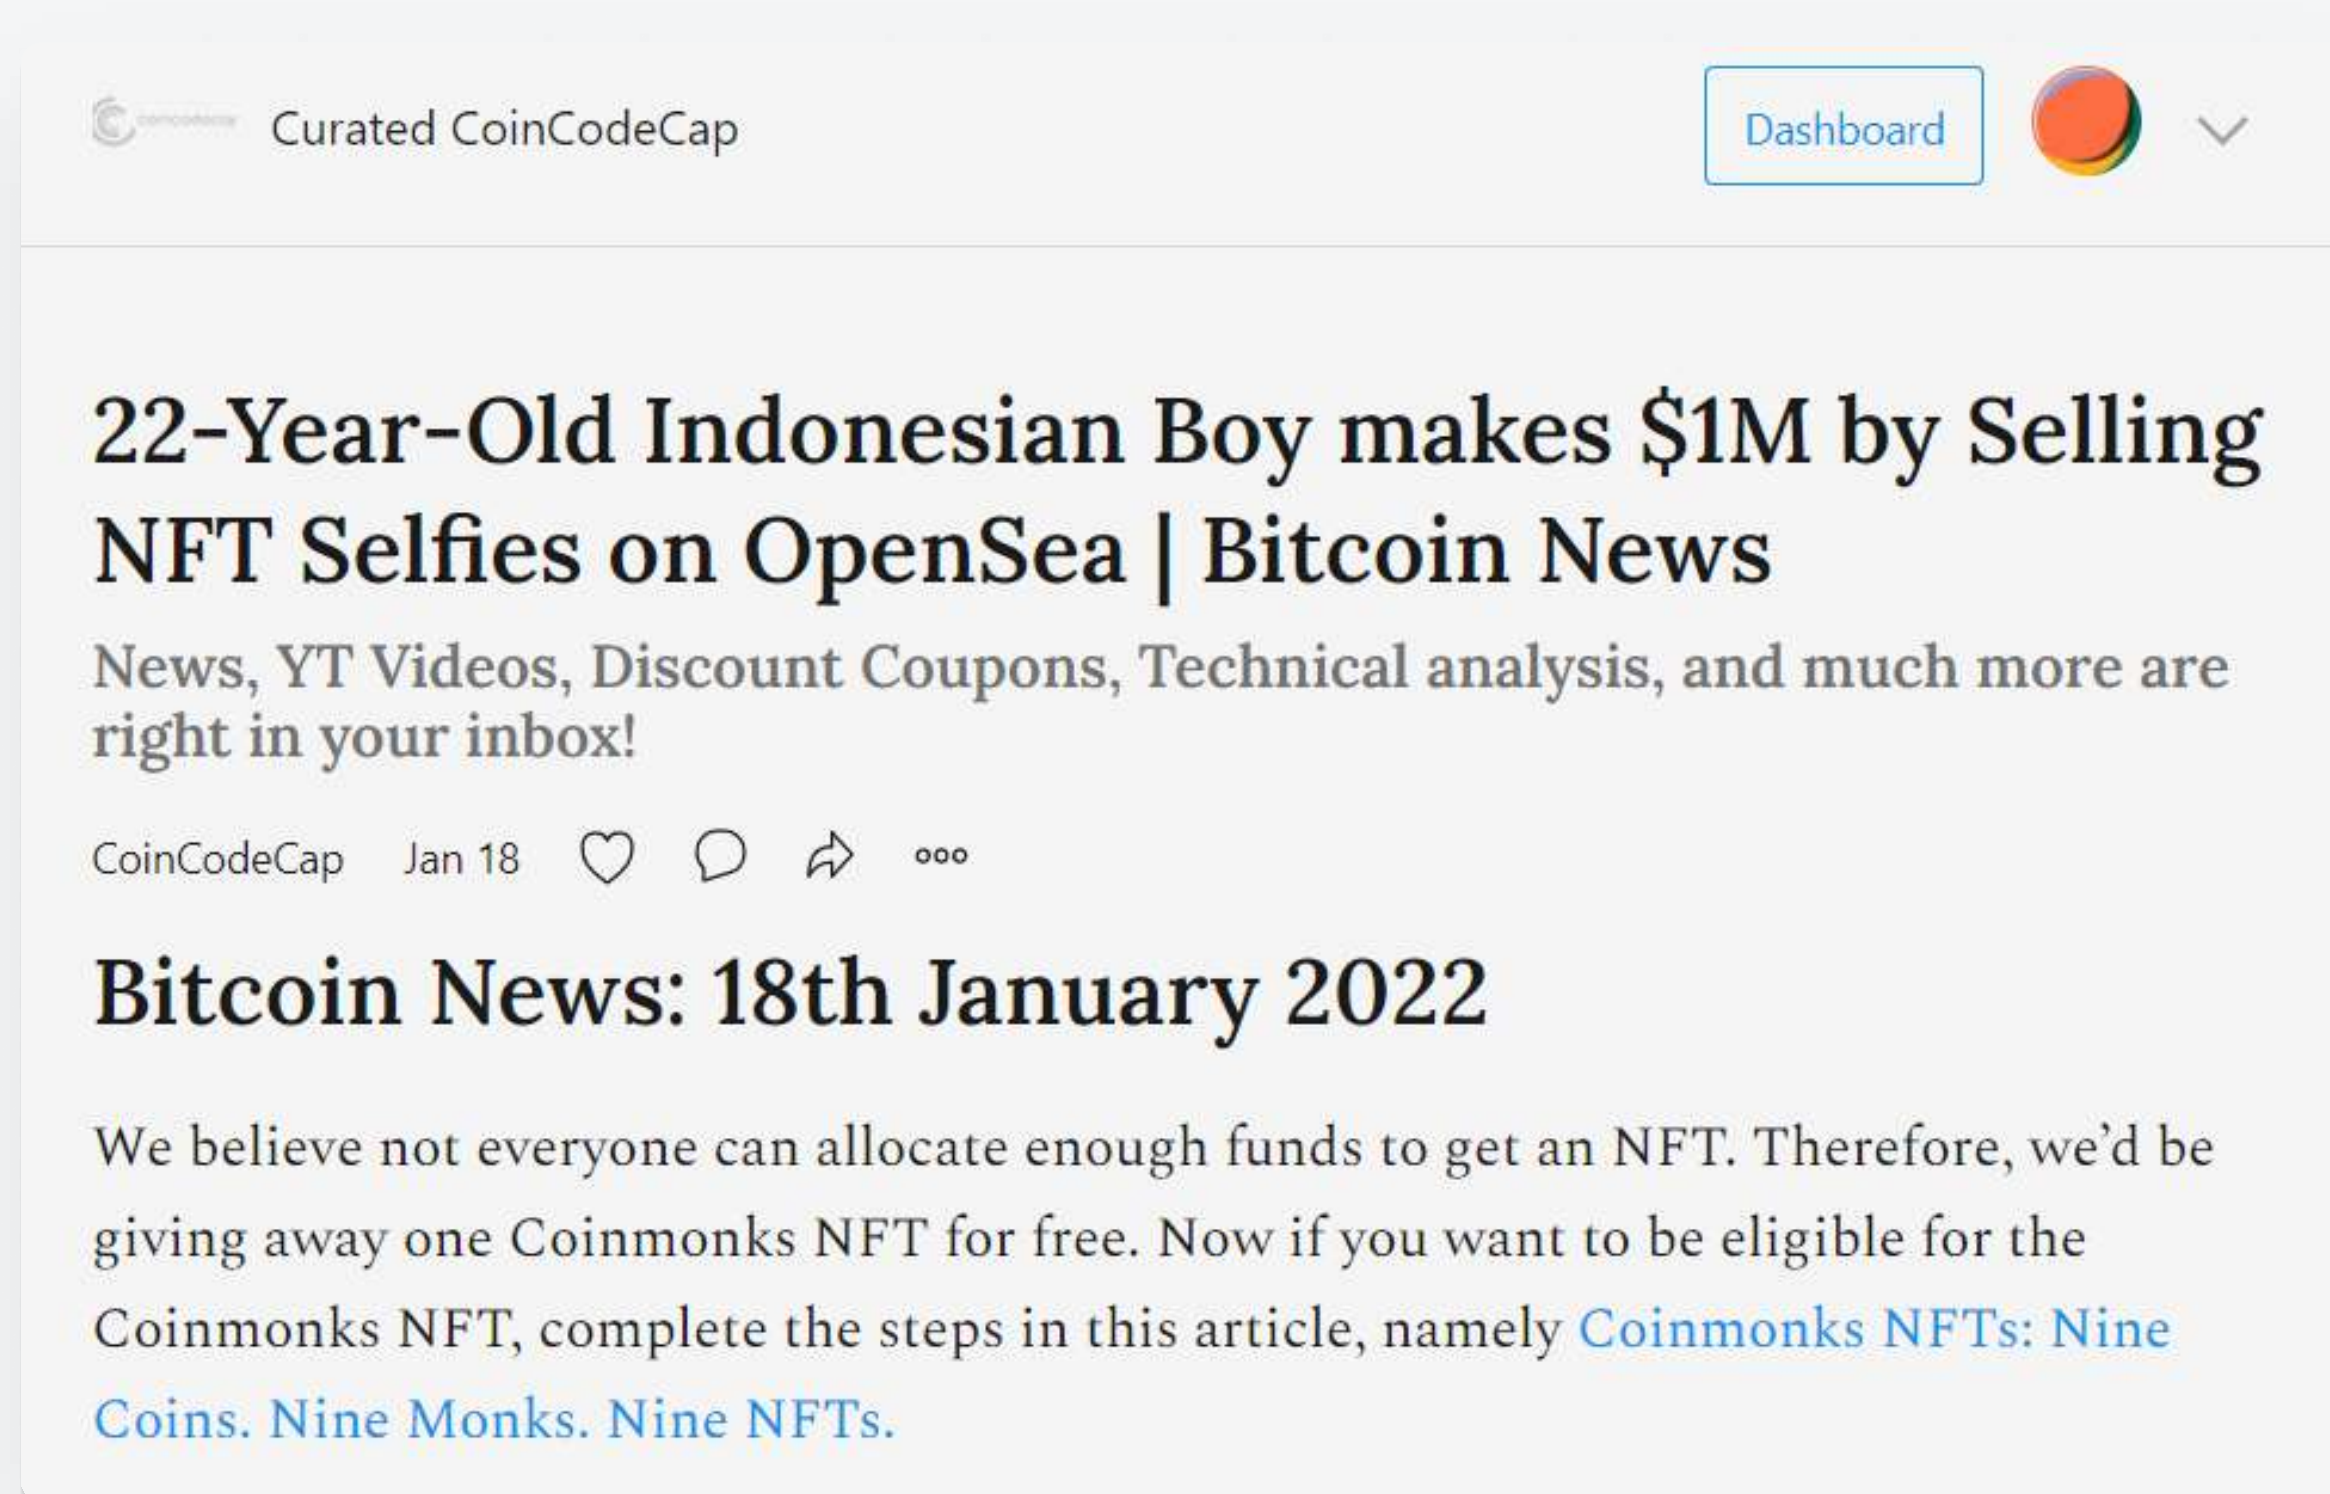 Curated CoinCodeCap
Dashboard
22-Year-Old Indonesian Boy makes $1M by Selling
NFT Selfies on OpenSea | Bitcoin News
News, YT Videos, Discount Coupons, Technical analysis, and much more are
right in your inbox!
CoinCodeCap Jan 18
Bitcoin News: 18th January 2022
We believe not everyone can allocate enough funds to get an NFT. Therefore, we’d be
giving away one Coinmonks NFT for free. Now if you want to be eligible for the
Coinmonks NFT, complete the steps in this article, namely Coinmonks NFTs: Nine
Coins. Nine Monks. Nine NFTs.